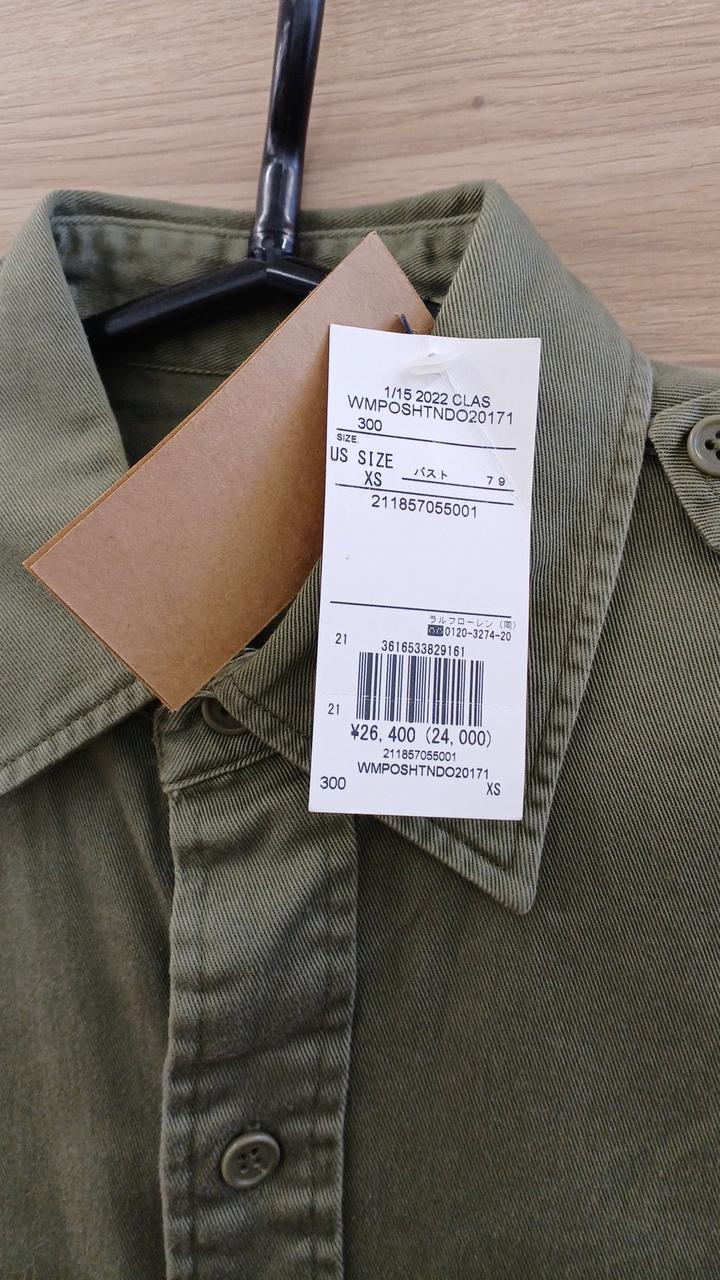 1/15 2022 CLAS
WMPOSHTNDO20171
300
SIZE.
US SIZE
XS
バスト 79
211857055001
ラルフローレン (同)
0120-3274-20
21
3616533829161
21
¥26,400 (24,000)
211857055001
WMPOSHTNDO20171
300 XS